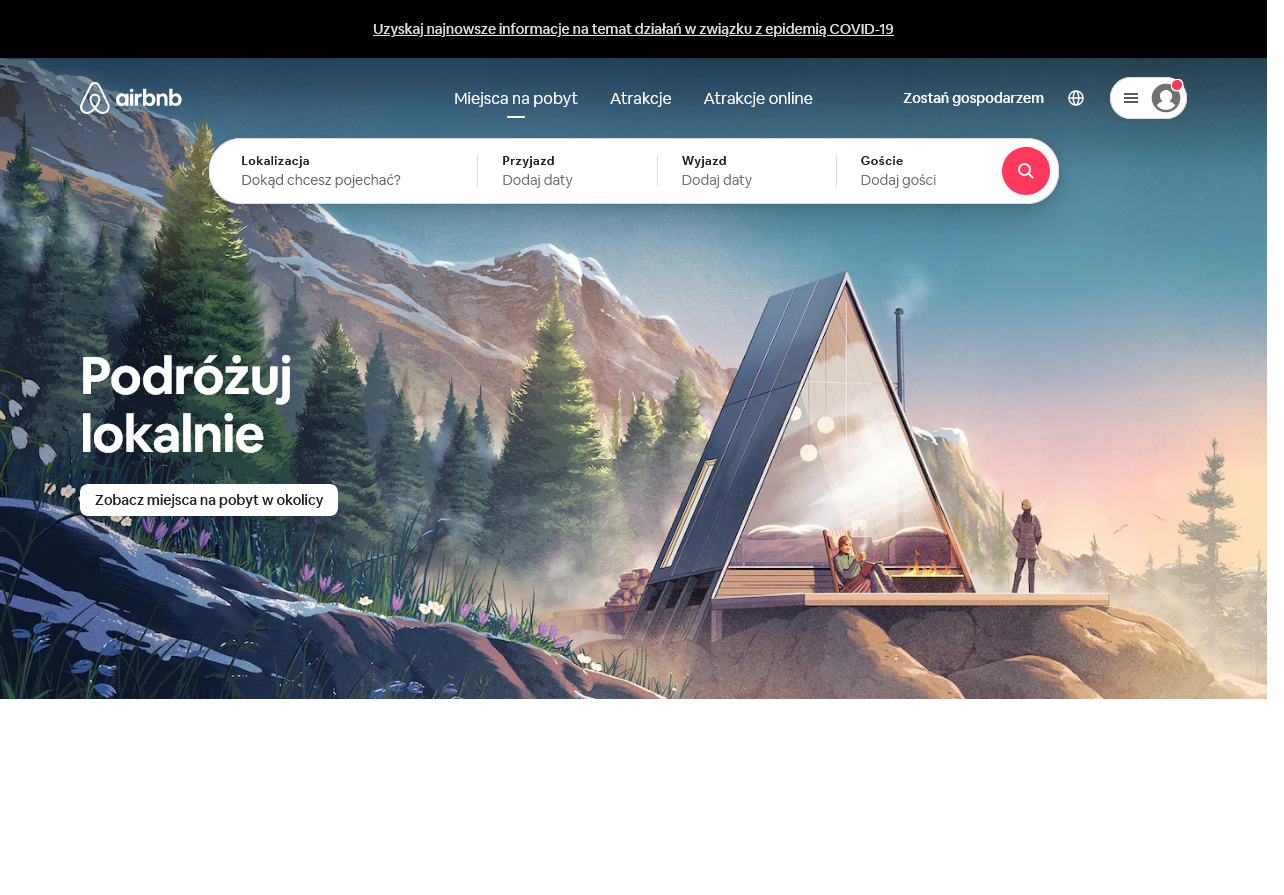 Uzyskaj najnowsze informacje na temat działań w związku z epidemią COVID-19
airbnb
Miejsca na pobyt
Atrakcje
Atrakcje online
Zostań gospodarzem
Lokalizacja
Dokąd chcesz pojechać?
Przyjazd
Dodaj daty
Wyjazd
Dodaj daty
Goście
Dodaj gości
Podróżuj
lokalnie
Zobacz miejsca na pobyt w okolicy